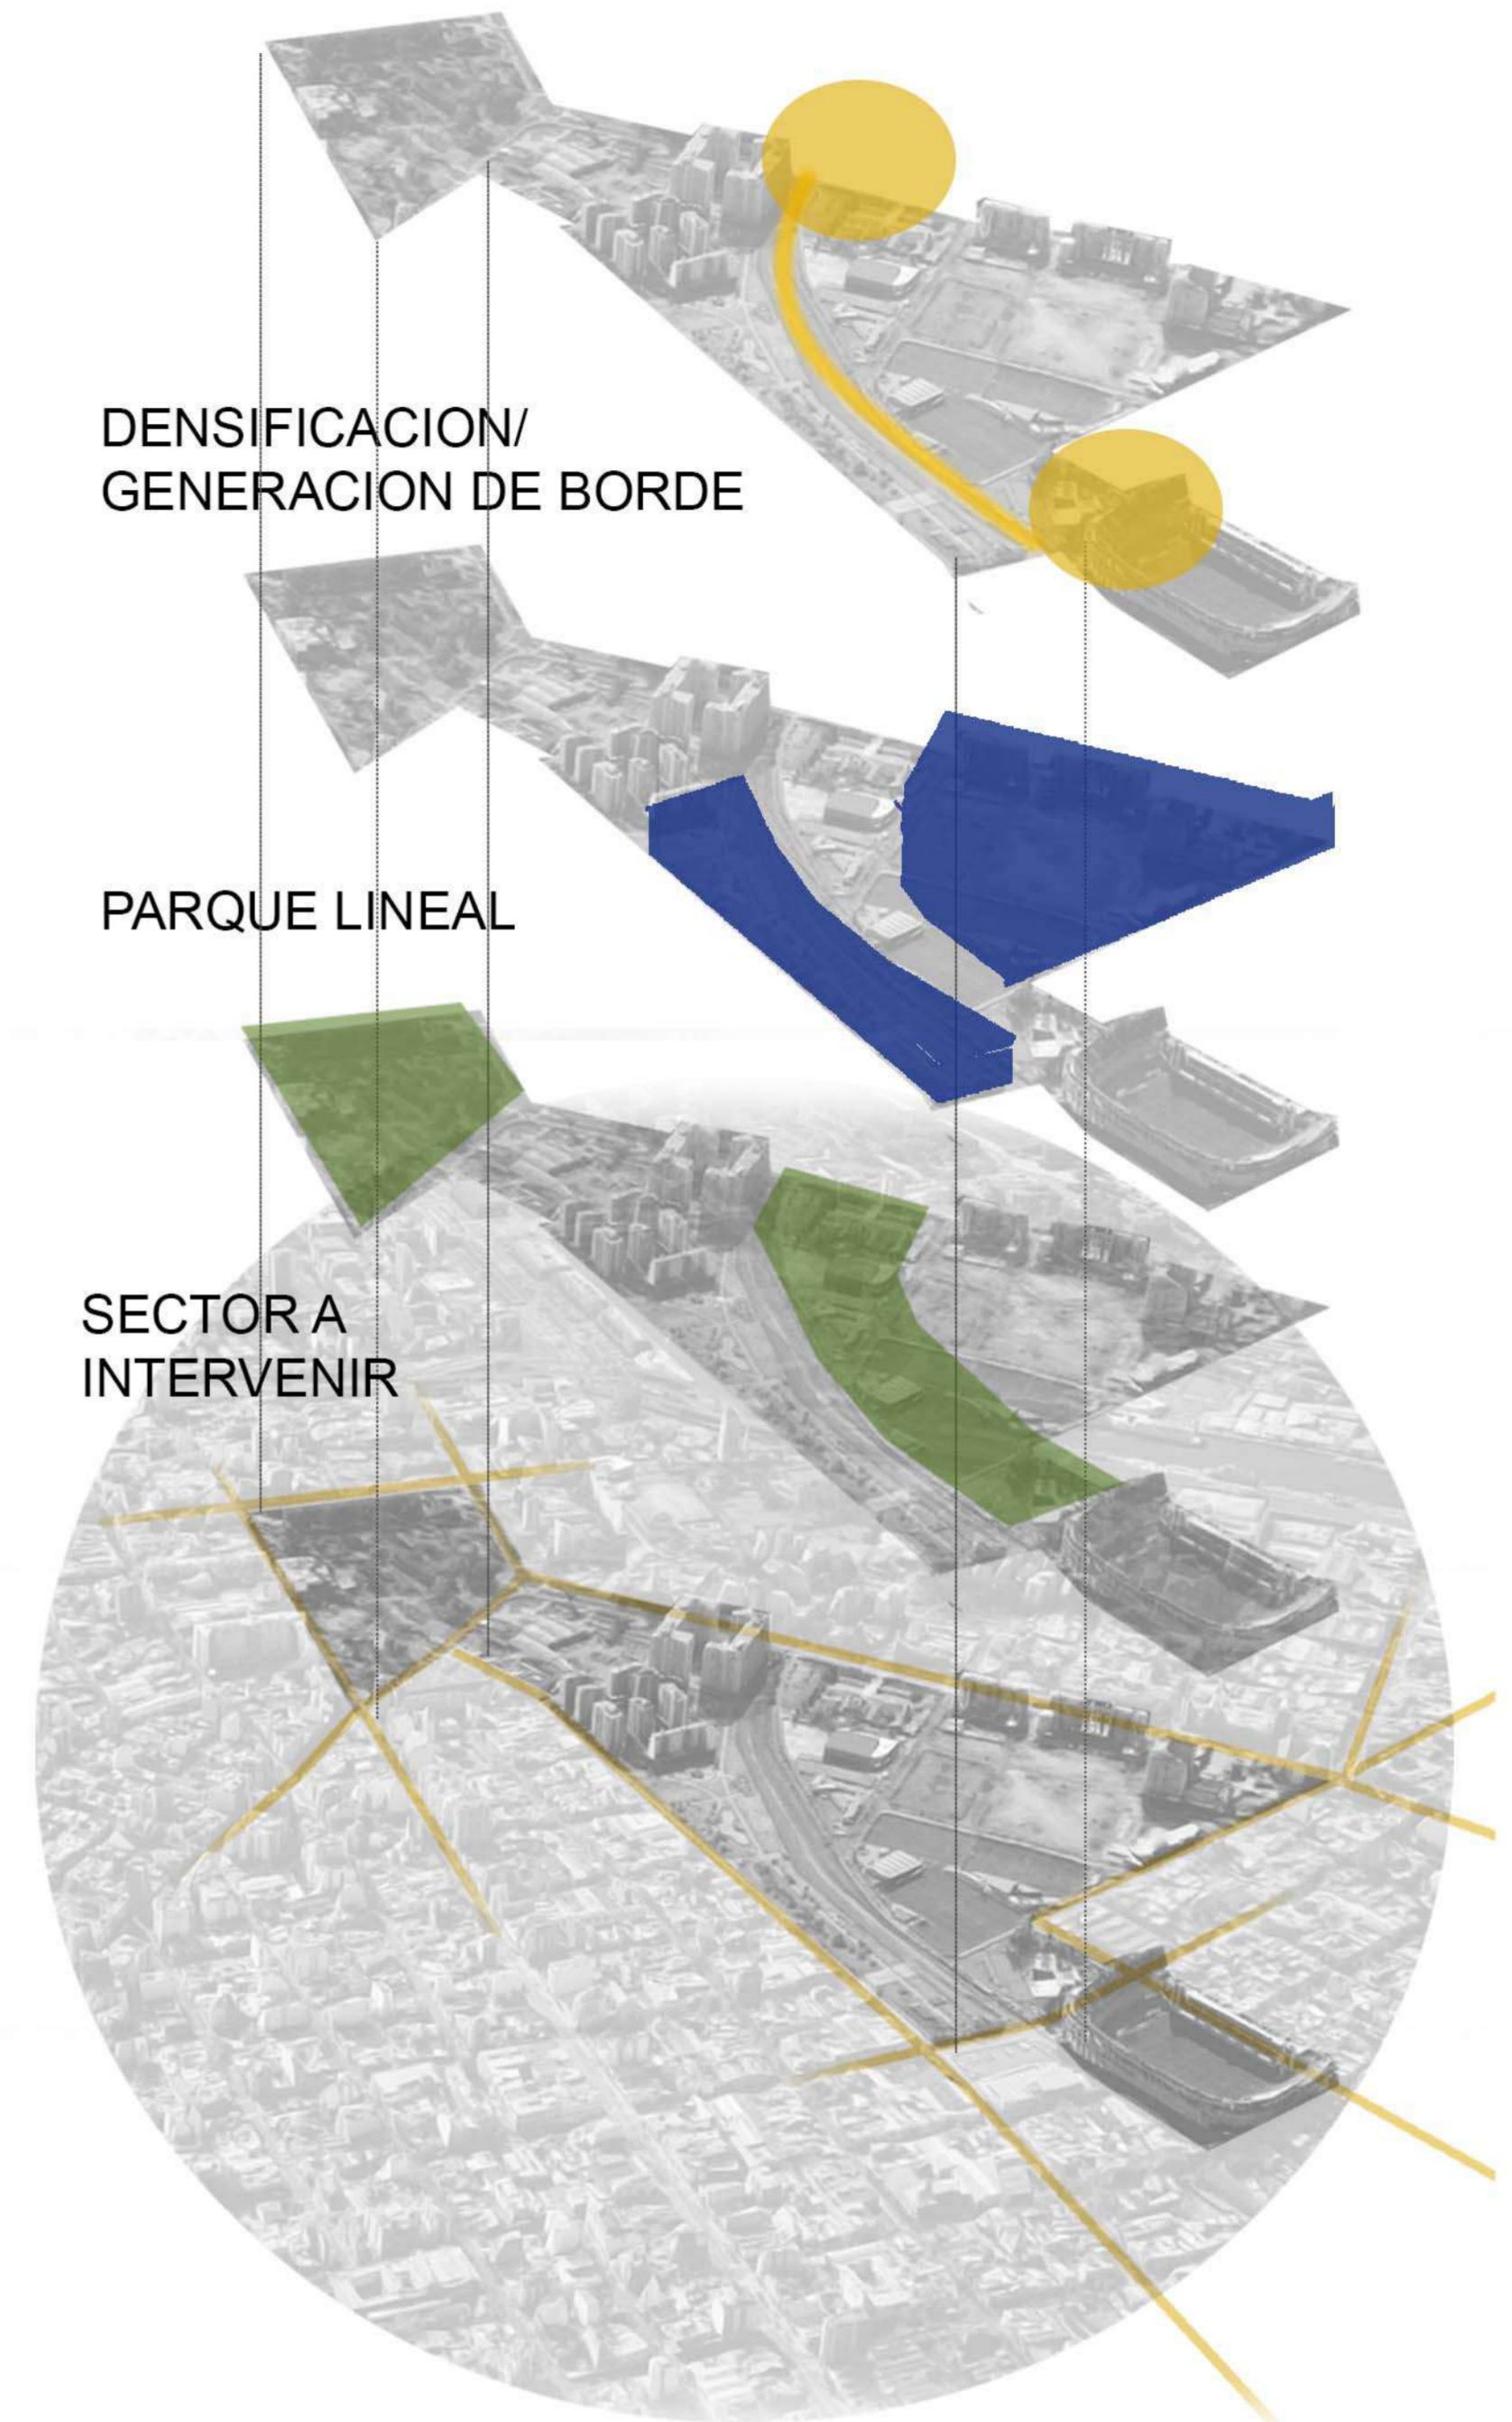 DENSIFICACION/
GENERACION DE BORDE
PARQUE LINEAL
SECTOR A
INTERVENIR